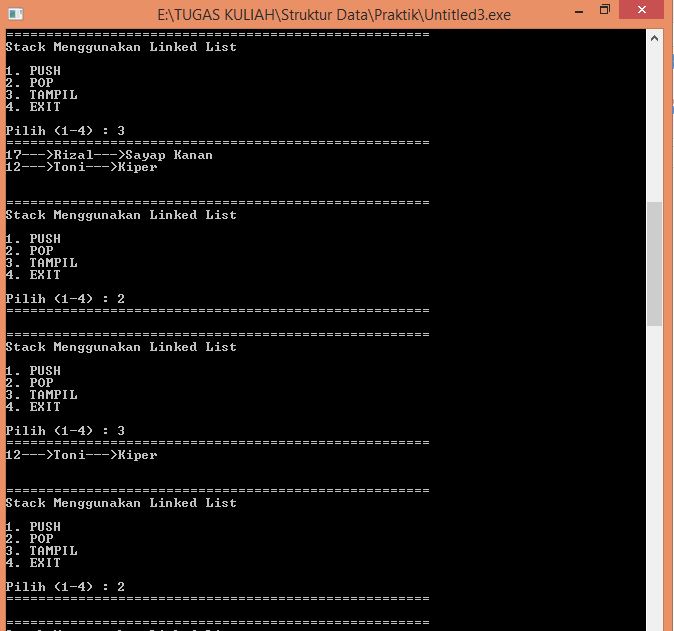 E:\TUGAS KULIAH\Struktur Data\Praktik\Untitled3.exe
=====================================================
Stack Menggunakan Linked List
1. PUSH
2. POP
3. TAMPIL
4. EXIT
Pilih (1-4) : 3
=====================================================
17--->Rizal--->Sayap Kanan
12--->Toni--->Kiper
=====================================================
Stack Menggunakan Linked List
1. PUSH
2. POP
3. TAMPIL
4. EXIT
Pilih (1-4) : 2
=====================================================
=====================================================
Stack Menggunakan Linked List
1. PUSH
2. POP
3. TAMPIL
4. EXIT
Pilih (1-4) : 3
=====================================================
12--->Toni--->Kiper
=====================================================
Stack Menggunakan Linked List
1. PUSH
2. POP
3. TAMPIL
4. EXIT
Pilih (1-4) : 2
=====================================================
=====================================================